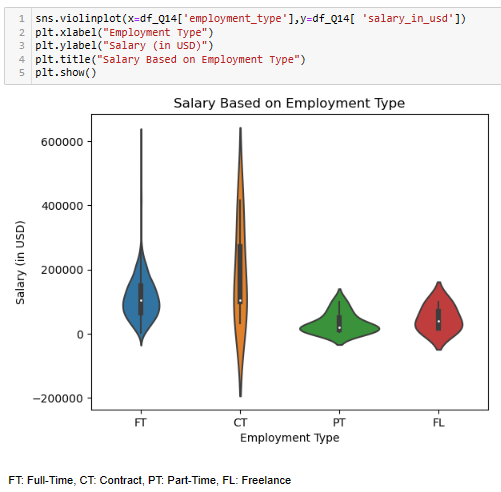 1 sns.violinplot(x=df_Q14['employment_type'],y=df_Q14[ 'salary_in_usd'])
2 plt.xlabel("Employment Type")
3 plt.ylabel("Salary (in USD)")
4 plt.title("Salary Based on Employment Type")
5 plt.show()
Salary Based on Employment Type
600000
400000
200000
0
−200000
Salary (in USD)
FT CT PT FL
Employment Type
FT: Full-Time, CT: Contract, PT: Part-Time, FL: Freelance